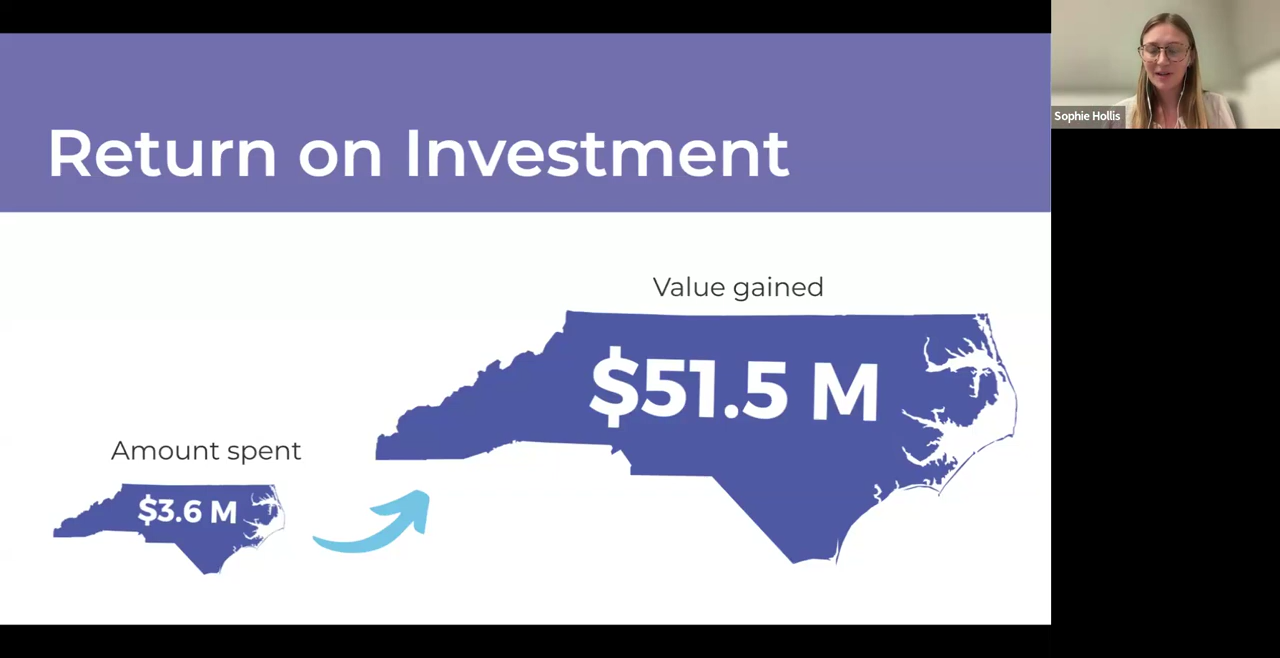 Return on Investment
Sophie Hollis
Value gained
$51.5 M
Amount spent
$3.6 M